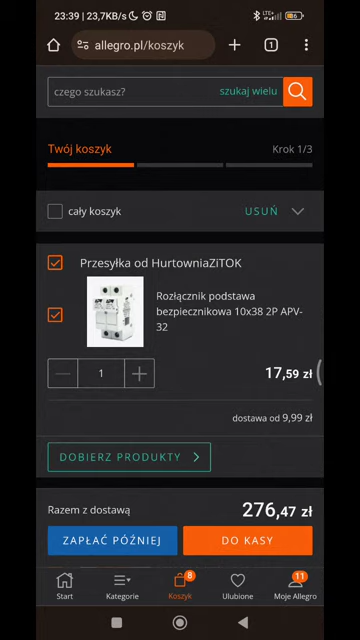 23:39 | 23,7KB/s
LTE+
6
allegro.pl/koszyk
1
czego szukasz?
szukaj wielu
Twój koszyk
Krok 1/3
cały koszyk
USUŃ
Przesyłka od HurtowniaZiTOK
Rozłącznik podstawa
bezpiecznikowa 10x38 2P APV-
32
1
17,59 zł
dostawa od 9,99 zł
DOBIERZ PRODUKTY
Razem z dostawą
276,47 zł
ZAPŁAĆ PÓŹNIEJ
DO KASY
8
11
Start
Kategorie
Koszyk
Ulubione
Moje Allegro